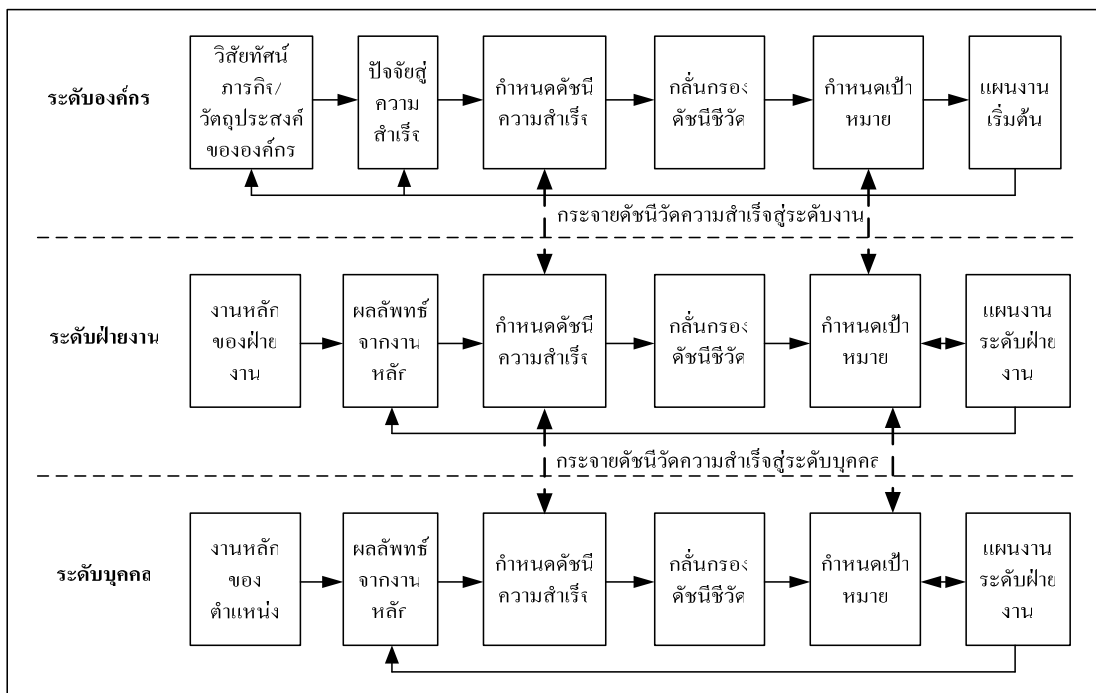 ระดับองค์กร
วิสัยทัศน์
ภารกิจ/
วัตถุประสงค์
ขององค์กร
ปัจจัยสู่
ความ
สำเร็จ
กำหนดดัชนี
ความสำเร็จ
กลั่นกรอง
ดัชนีชีวัด
กำหนดเป้า
หมาย
แผนงาน
เริ่มต้น
กระจายดัชนีวัดความสำเร็จสู่ระดับงาน
ระดับฝ่ายงาน
งานหลัก
ของฝ่าย
งาน
ผลลัพทธ์
จากงาน
หลัก
กำหนดดัชนี
ความสำเร็จ
กลั่นกรอง
ดัชนีชีวัด
กำหนดเป้า
หมาย
แผนงาน
ระดับฝ่าย
งาน
กระจายดัชนีวัดความสำเร็จสู่ระดับบุคคล
ระดับบุคคล
งานหลัก
ของ
ตำแหน่ง
ผลลัพทธ์
จากงาน
หลัก
กำหนดดัชนี
ความสำเร็จ
กลั่นกรอง
ดัชนีชีวัด
กำหนดเป้า
หมาย
แผนงาน
ระดับฝ่าย
งาน